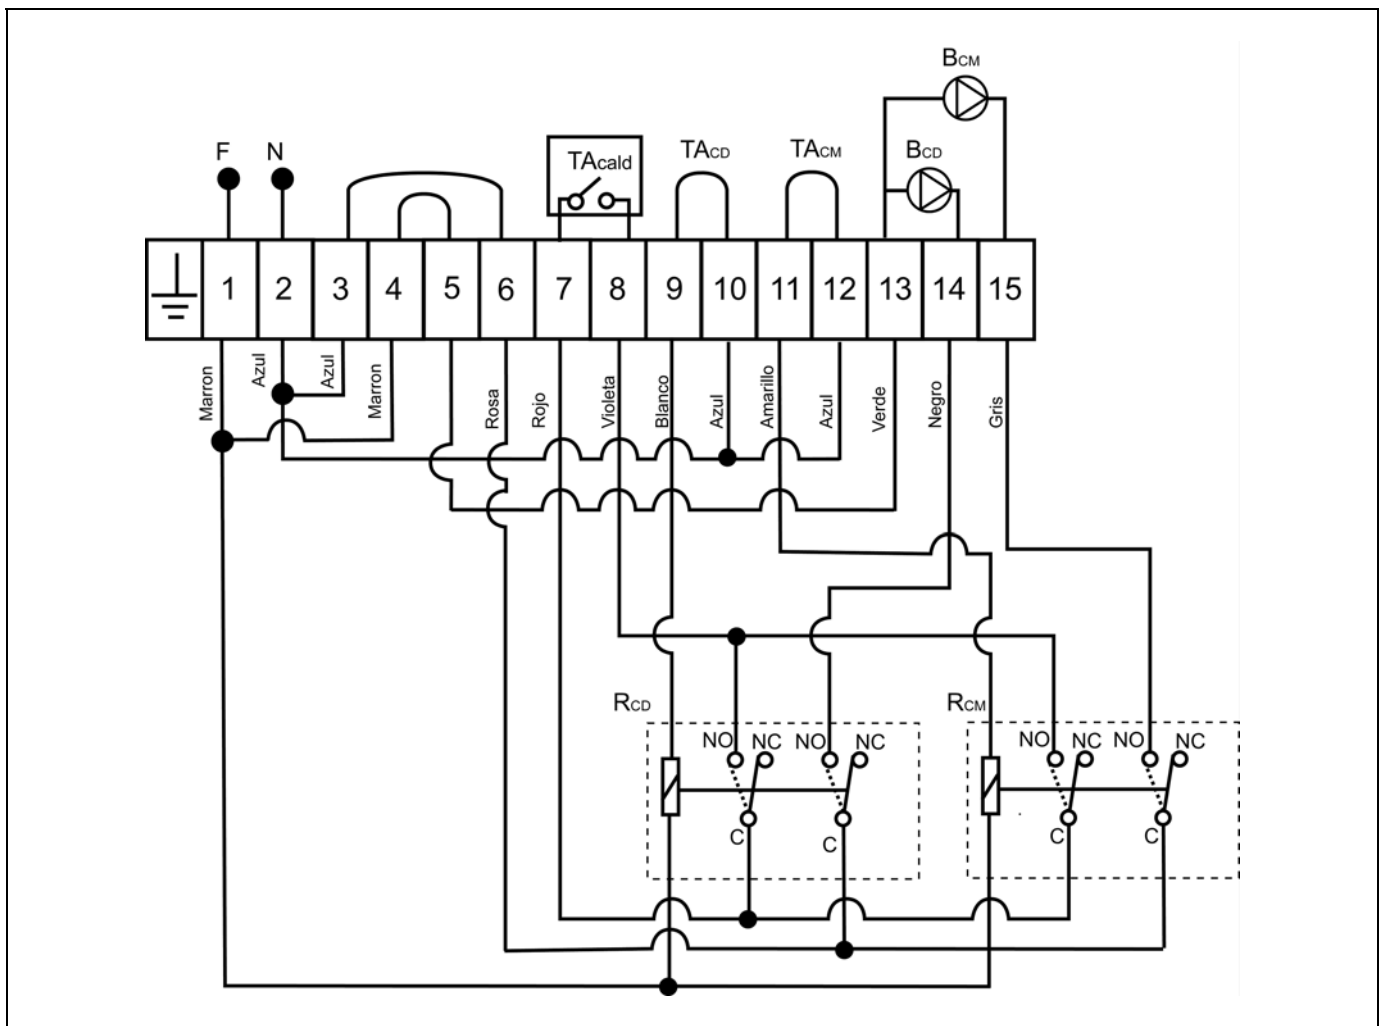 BCM
F N TAcald TACD TACM BCD
1 2 3 4 5 6 7 8 9 10 11 12 13 14 15
Marron
Azul
Azul
Marron
Rosa
Rojo
Violeta
Blanco
Azul
Amarillo
Azul
Verde
Negro
Gris
RCD RCM
NO NC NO NC NO NC NO NC
C C C C